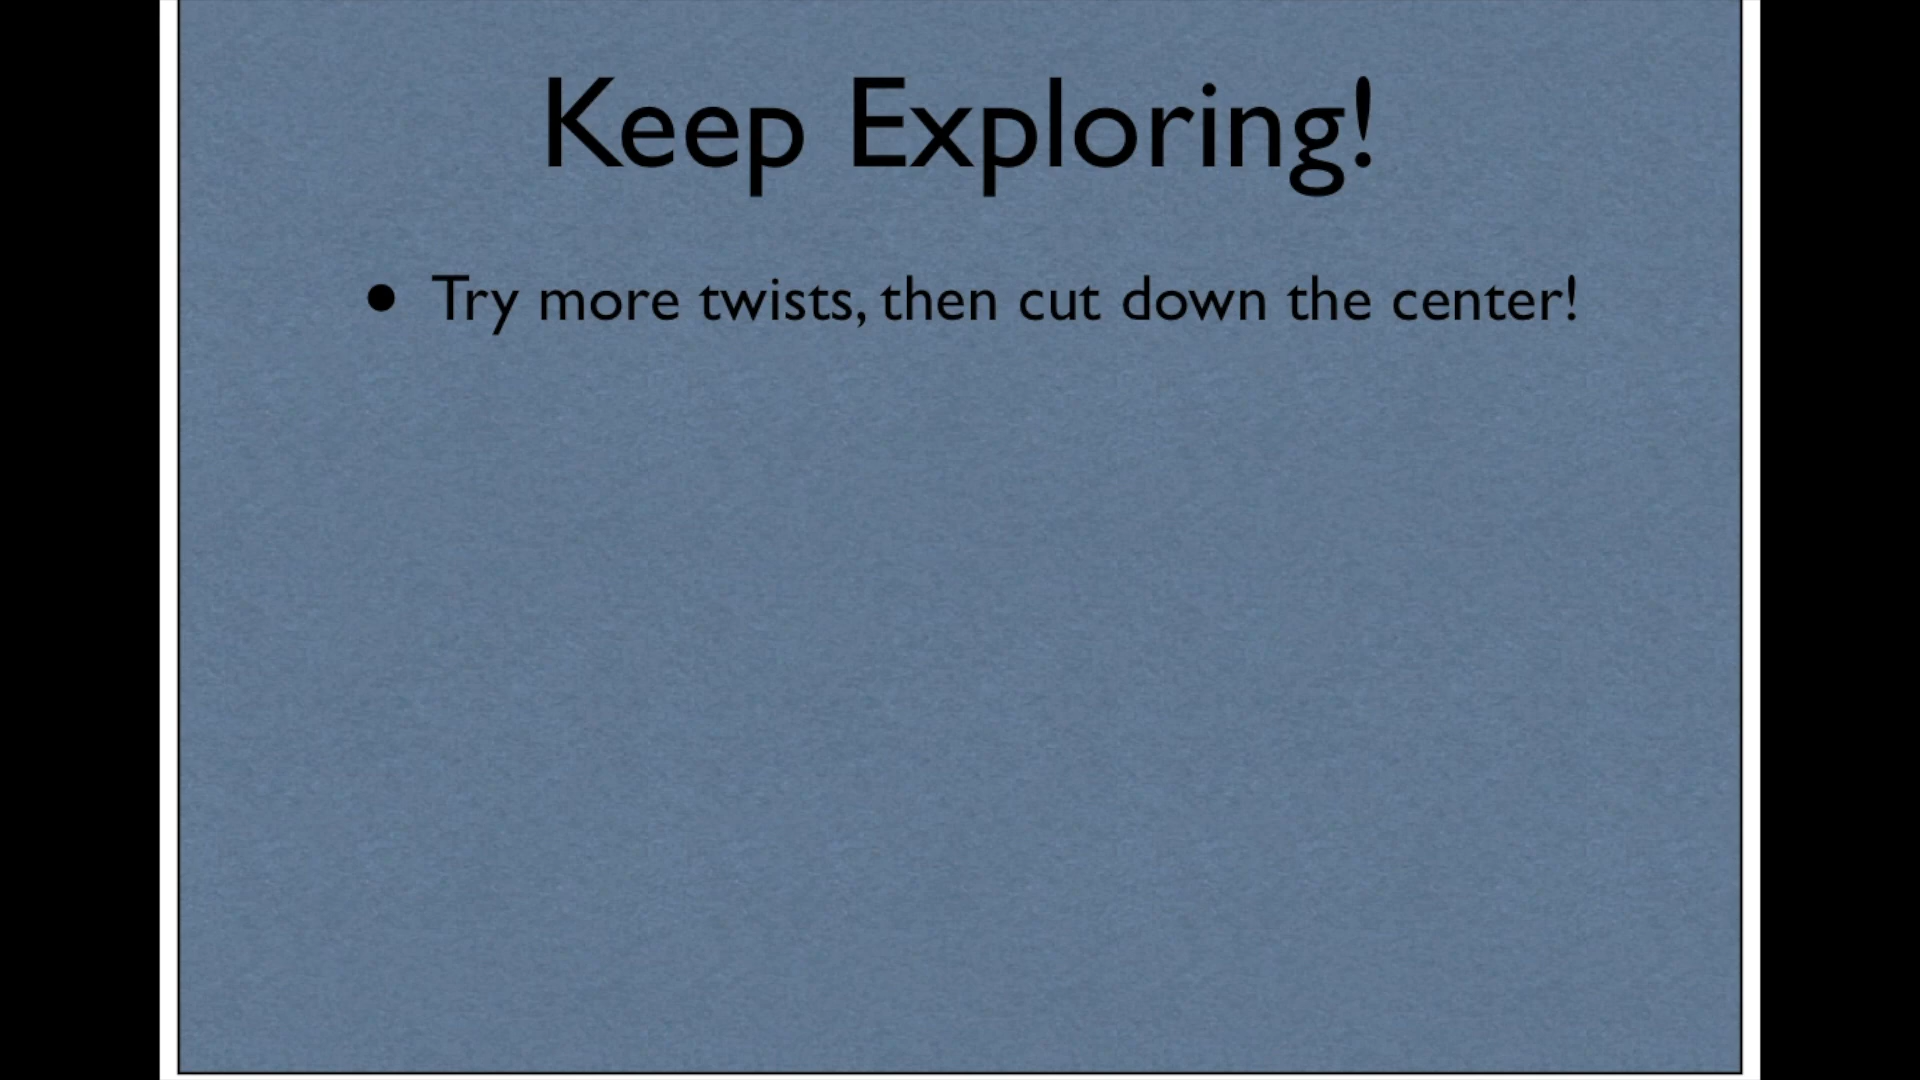 Keep Exploring!
• Try more twists, then cut down the center!